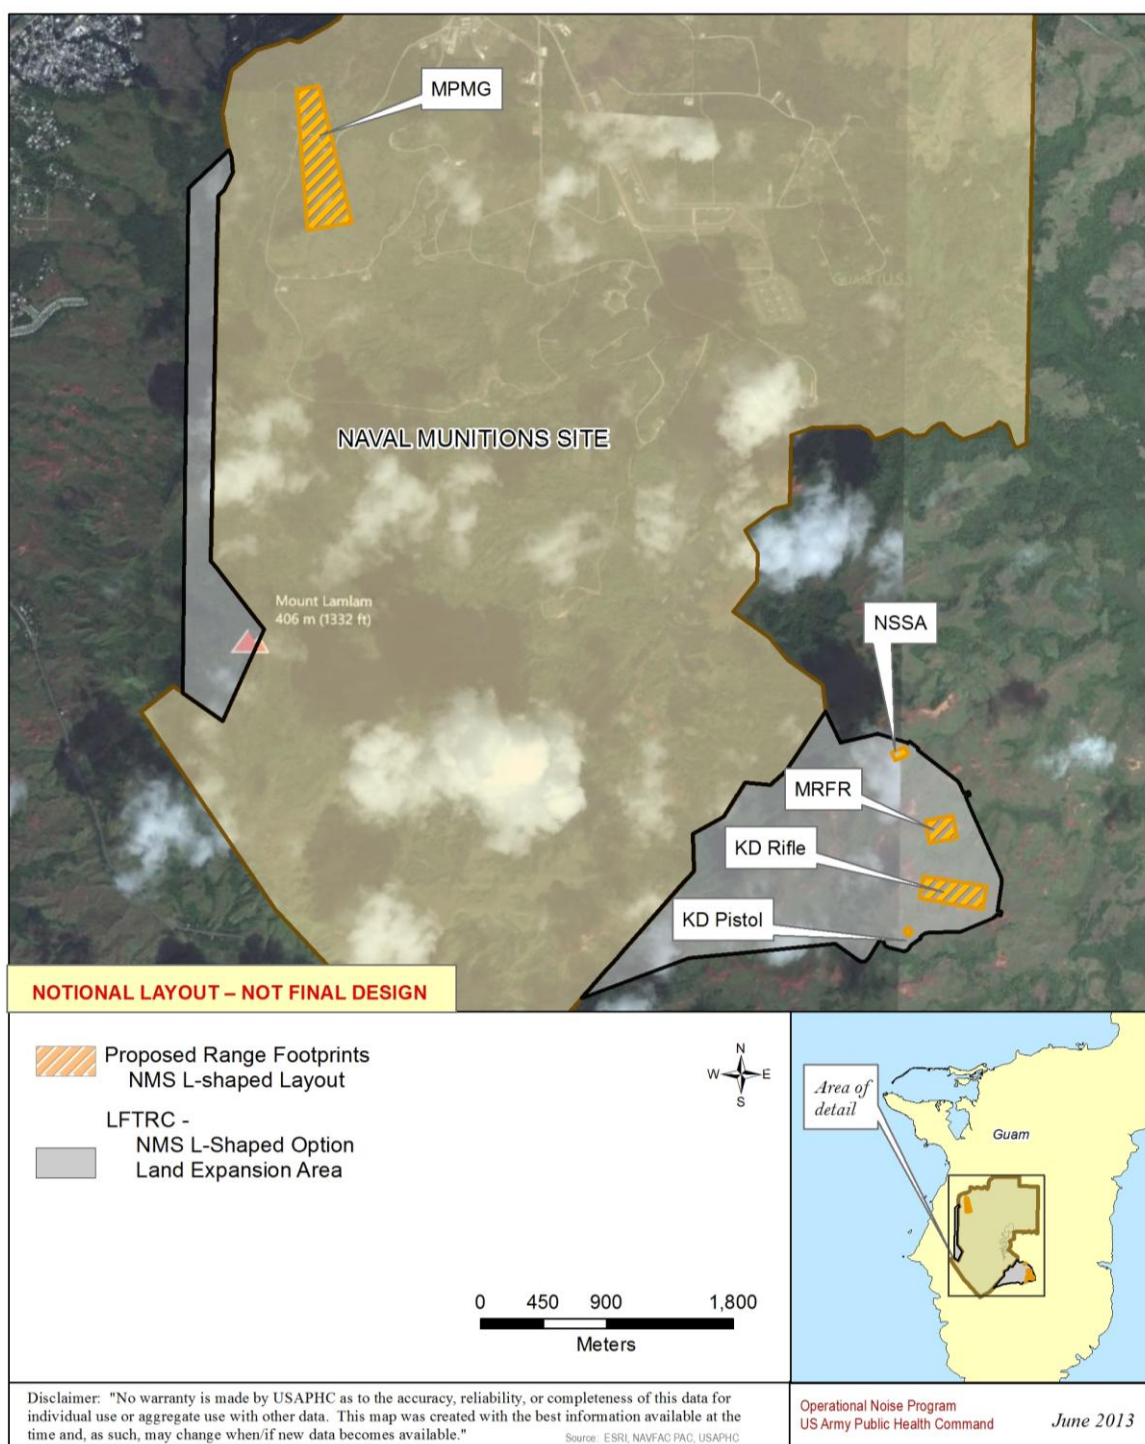 MPMG
Guam (U.S.)
NAVAL MUNITIONS SITE
Mount Lamlam
406 m (1332 ft)
NSSA
MRFR
KD Rifle
KD Pistol
NOTIONAL LAYOUT – NOT FINAL DESIGN
Proposed Range Footprints
NMS L-shaped Layout
LFTRC -
NMS L-Shaped Option
Land Expansion Area
N
W E
S
0 450 900 1,800
Meters
Area of
detail
Guam
Disclaimer: "No warranty is made by USAPHC as to the accuracy, reliability, or completeness of this data for
individual use or aggregate use with other data. This map was created with the best information available at the
time and, as such, may change when/if new data becomes available."
Source: ESRI, NAVFAC PAC, USAPHC
Operational Noise Program
US Army Public Health Command
June 2013